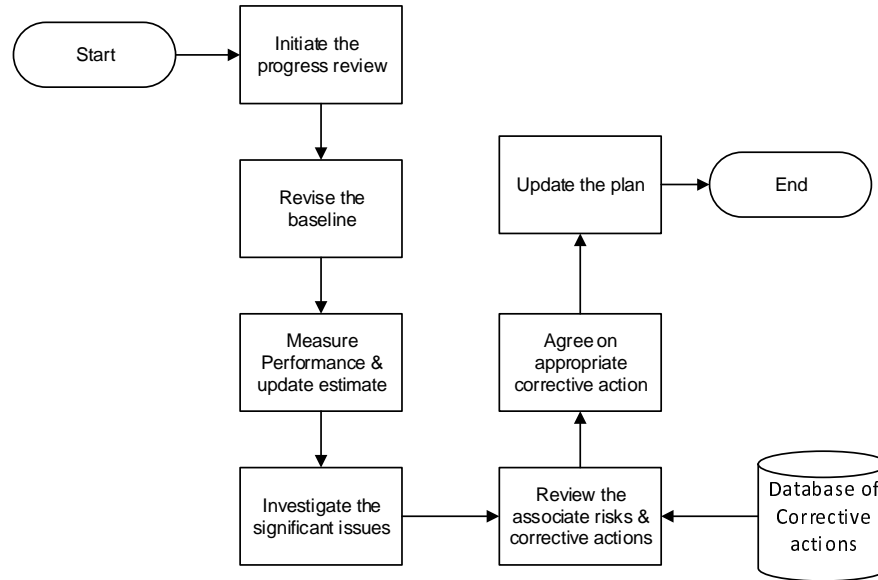 Start
Initiate the
progress review
Revise the
baseline
Measure
Performance &
update estimate
Investigate the
significant issues
Review the
associate risks &
corrective actions
Database of
Corrective
actions
Agree on
appropriate
corrective action
Update the plan
End